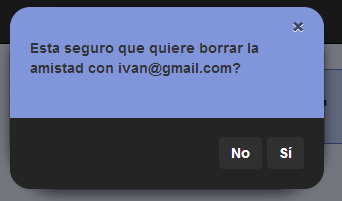 Esta seguro que quiere borrar la
amistad con ivan@gmail.com?
No
Sí